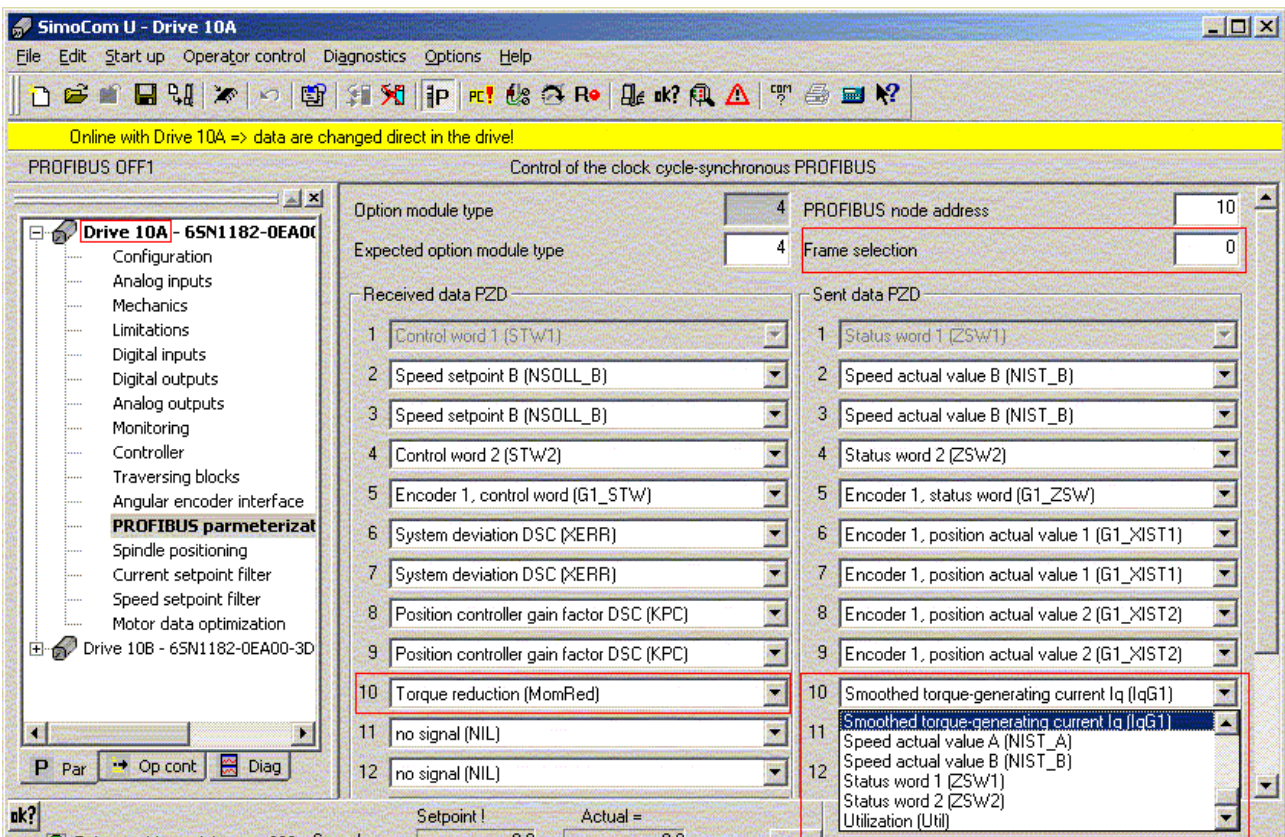 SimoCom U - Drive 10A
File Edit Start up Operator control Diagnostics Options Help
Online with Drive 10A => data are changed direct in the drive!
PROFIBUS OFF1 Control of the clock cycle-synchronous PROFIBUS
Drive 10A - 6SN1182-0EA0(
Configuration
Analog inputs
Mechanics
Limitations
Digital inputs
Digital outputs
Analog outputs
Monitoring
Controller
Traversing blocks
Angular encoder interface
PROFIBUS parmeterizat
Spindle positioning
Current setpoint filter
Speed setpoint filter
Motor data optimization
Drive 10B - 6SN1182-0EA00-3D
P Par Op cont Diag
Option module type 4 PROFIBUS node address 10
Expected option module type 4 Frame selection 0
Received data PZD
1 Control word 1 (STW1)
2 Speed setpoint B (NSOLL_B)
3 Speed setpoint B (NSOLL_B)
4 Control word 2 (STW2)
5 Encoder 1, control word (G1_STW)
6 System deviation DSC (XERR)
7 System deviation DSC (XERR)
8 Position controller gain factor DSC (KPC)
9 Position controller gain factor DSC (KPC)
10 Torque reduction (MomRed)
11 no signal (NIL)
12 no signal (NIL)
Sent data PZD
1 Status word 1 (ZSW1)
2 Speed actual value B (NIST_B)
3 Speed actual value B (NIST_B)
4 Status word 2 (ZSW2)
5 Encoder 1, status word (G1_ZSW)
6 Encoder 1, position actual value 1 (G1_XIST1)
7 Encoder 1, position actual value 1 (G1_XIST1)
8 Encoder 1, position actual value 2 (G1_XIST2)
9 Encoder 1, position actual value 2 (G1_XIST2)
10 Smoothed torque-generating current Iq (IqG1)
Smoothed torque-generating current Iq (IqG1)
11 Speed actual value A (NIST_A)
Speed actual value B (NIST_B)
12 Status word 1 (ZSW1)
Status word 2 (ZSW2)
Utilization (Util)
ok? Setpoint ! Actual =